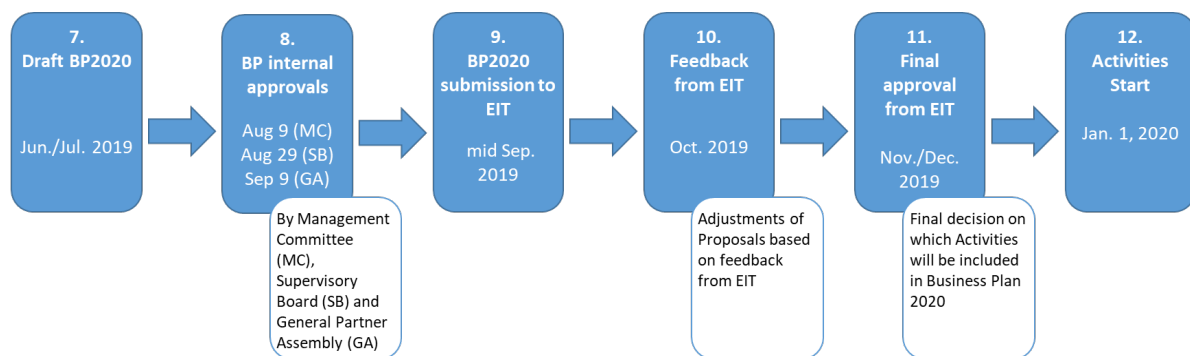 7.
Draft BP2020
Jun./Jul. 2019
8.
BP internal
approvals
Aug 9 (MC)
Aug 29 (SB)
Sep 9 (GA)
By Management
Committee
(MC),
Supervisory
Board (SB) and
General Partner
Assembly (GA)
9.
BP2020
submission to
EIT
mid Sep.
2019
10.
Feedback
from EIT
Oct. 2019
Adjustments of
Proposals based
on feedback
from EIT
11.
Final
approval
from EIT
Nov./Dec.
2019
Final decision on
which Activities
will be included
in Business Plan
2020
12.
Activities
Start
Jan. 1, 2020